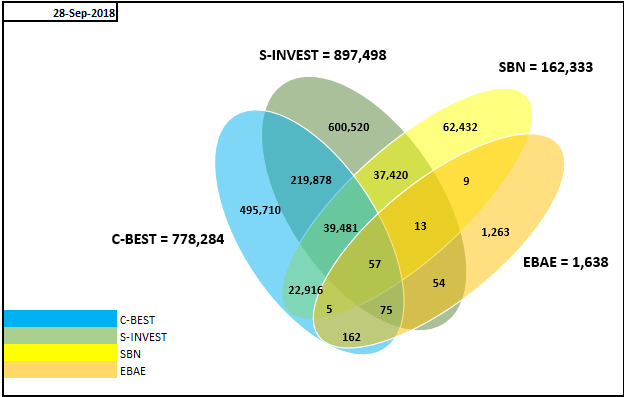 28-Sep-2018
S-INVEST = 897,498
SBN = 162,333
600,520
62,432
37,420
219,878
9
495,710
39,481
13
1,263
C-BEST = 778,284
57
EBAE = 1,638
22,916
54
5
75
162
C-BEST
S-INVEST
SBN
EBAE